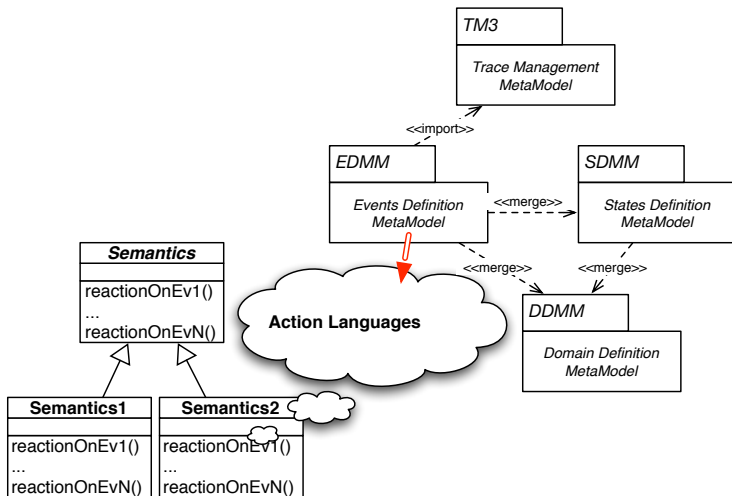 TM3
Trace Management
MetaModel
<<import>>
EDMM
SDMM
Events Definition
MetaModel
<<merge>>
States Definition
MetaModel
<<merge>>
<<merge>>
Semantics
reactionOnEv1()
...
reactionOnEvN()
Action Languages
DDMM
Domain Definition
MetaModel
Semantics1
reactionOnEv1()
...
reactionOnEvN()
Semantics2
reactionOnEv1()
...
reactionOnEvN()